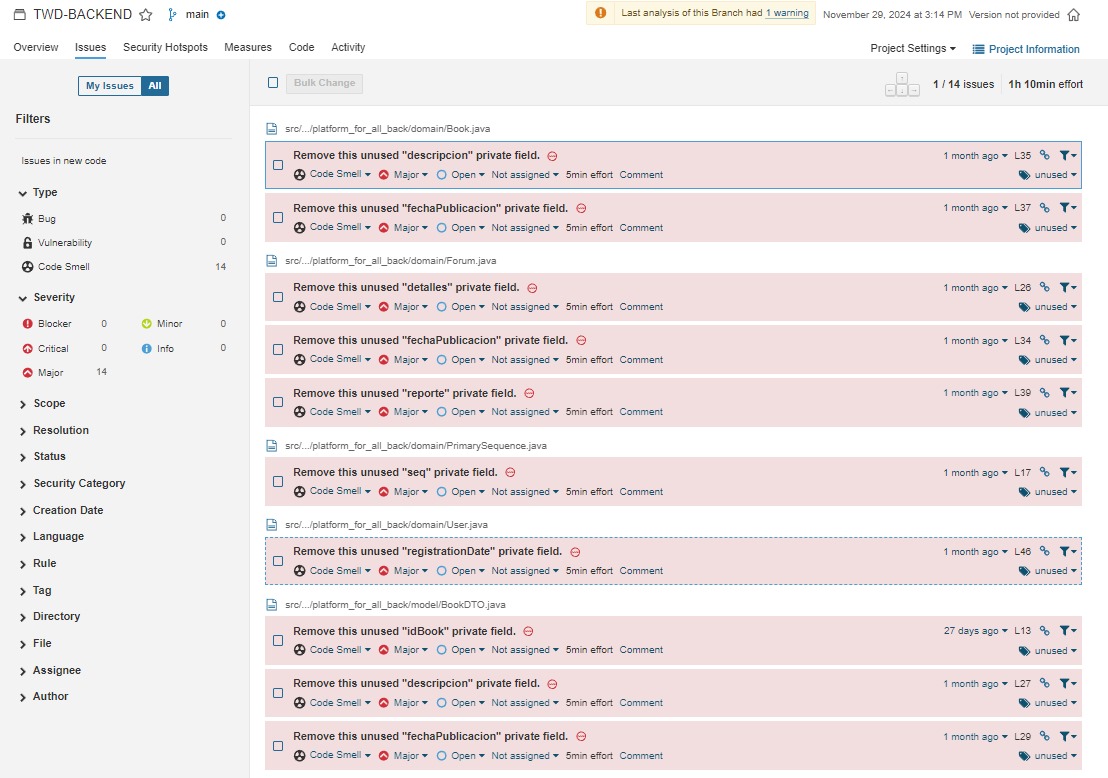 TWD-BACKEND main Last analysis of this Branch had 1 warning November 29, 2024 at 3:14 PM Version not provided
Overview Issues Security Hotspots Measures Code Activity Project Settings Project Information
My Issues All
Bulk Change 1 / 14 issues 1h 10min effort
Filters
Issues in new code
Type
Bug 0
Vulnerability 0
Code Smell 14
Severity
Blocker 0 Minor 0
Critical 0 Info 0
Major 14
Scope
Resolution
Status
Security Category
Creation Date
Language
Rule
Tag
Directory
File
Assignee
Author
src/.../platform_for_all_back/domain/Book.java
Remove this unused "descripcion" private field. 1 month ago L35
Code Smell Major Open Not assigned 5min effort Comment unused
Remove this unused "fechaPublicacion" private field. 1 month ago L37
Code Smell Major Open Not assigned 5min effort Comment unused
src/.../platform_for_all_back/domain/Forum.java
Remove this unused "detalles" private field. 1 month ago L26
Code Smell Major Open Not assigned 5min effort Comment unused
Remove this unused "fechaPublicacion" private field. 1 month ago L34
Code Smell Major Open Not assigned 5min effort Comment unused
Remove this unused "reporte" private field. 1 month ago L39
Code Smell Major Open Not assigned 5min effort Comment unused
src/.../platform_for_all_back/domain/PrimarySequence.java
Remove this unused "seq" private field. 1 month ago L17
Code Smell Major Open Not assigned 5min effort Comment unused
src/.../platform_for_all_back/domain/User.java
Remove this unused "registrationDate" private field. 1 month ago L46
Code Smell Major Open Not assigned 5min effort Comment unused
src/.../platform_for_all_back/model/BookDTO.java
Remove this unused "idBook" private field. 27 days ago L13
Code Smell Major Open Not assigned 5min effort Comment unused
Remove this unused "descripcion" private field. 1 month ago L27
Code Smell Major Open Not assigned 5min effort Comment unused
Remove this unused "fechaPublicacion" private field. 1 month ago L29
Code Smell Major Open Not assigned 5min effort Comment unused